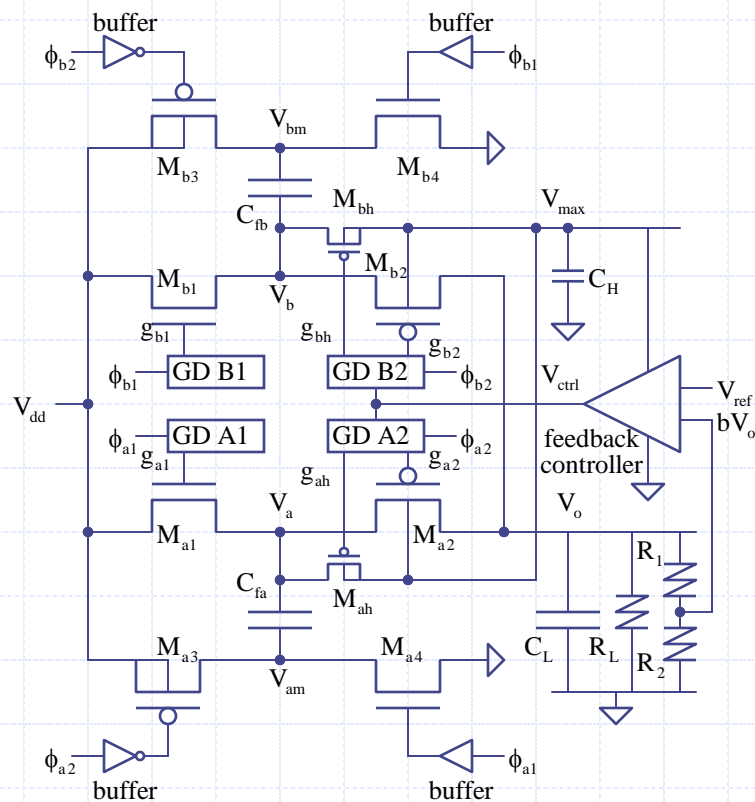 buffer
buffer
ϕb2
ϕb1
Vbm
Mb3
Mb4
Mbh
Vmax
Cfb
Mb1
Mb2
CH
Vb
gb1
gbh
gb2
ϕb1
GD B1
GD B2
ϕb2
Vctrl
Vref
Vdd
bVo
ϕa1
GD A1
GD A2
ϕa2
feedback
controller
ga1
gah
ga2
Va
Vo
Ma1
Ma2
R1
Cfa
Mah
Ma3
Ma4
CL
RL
R2
Vam
ϕa2
ϕa1
buffer
buffer